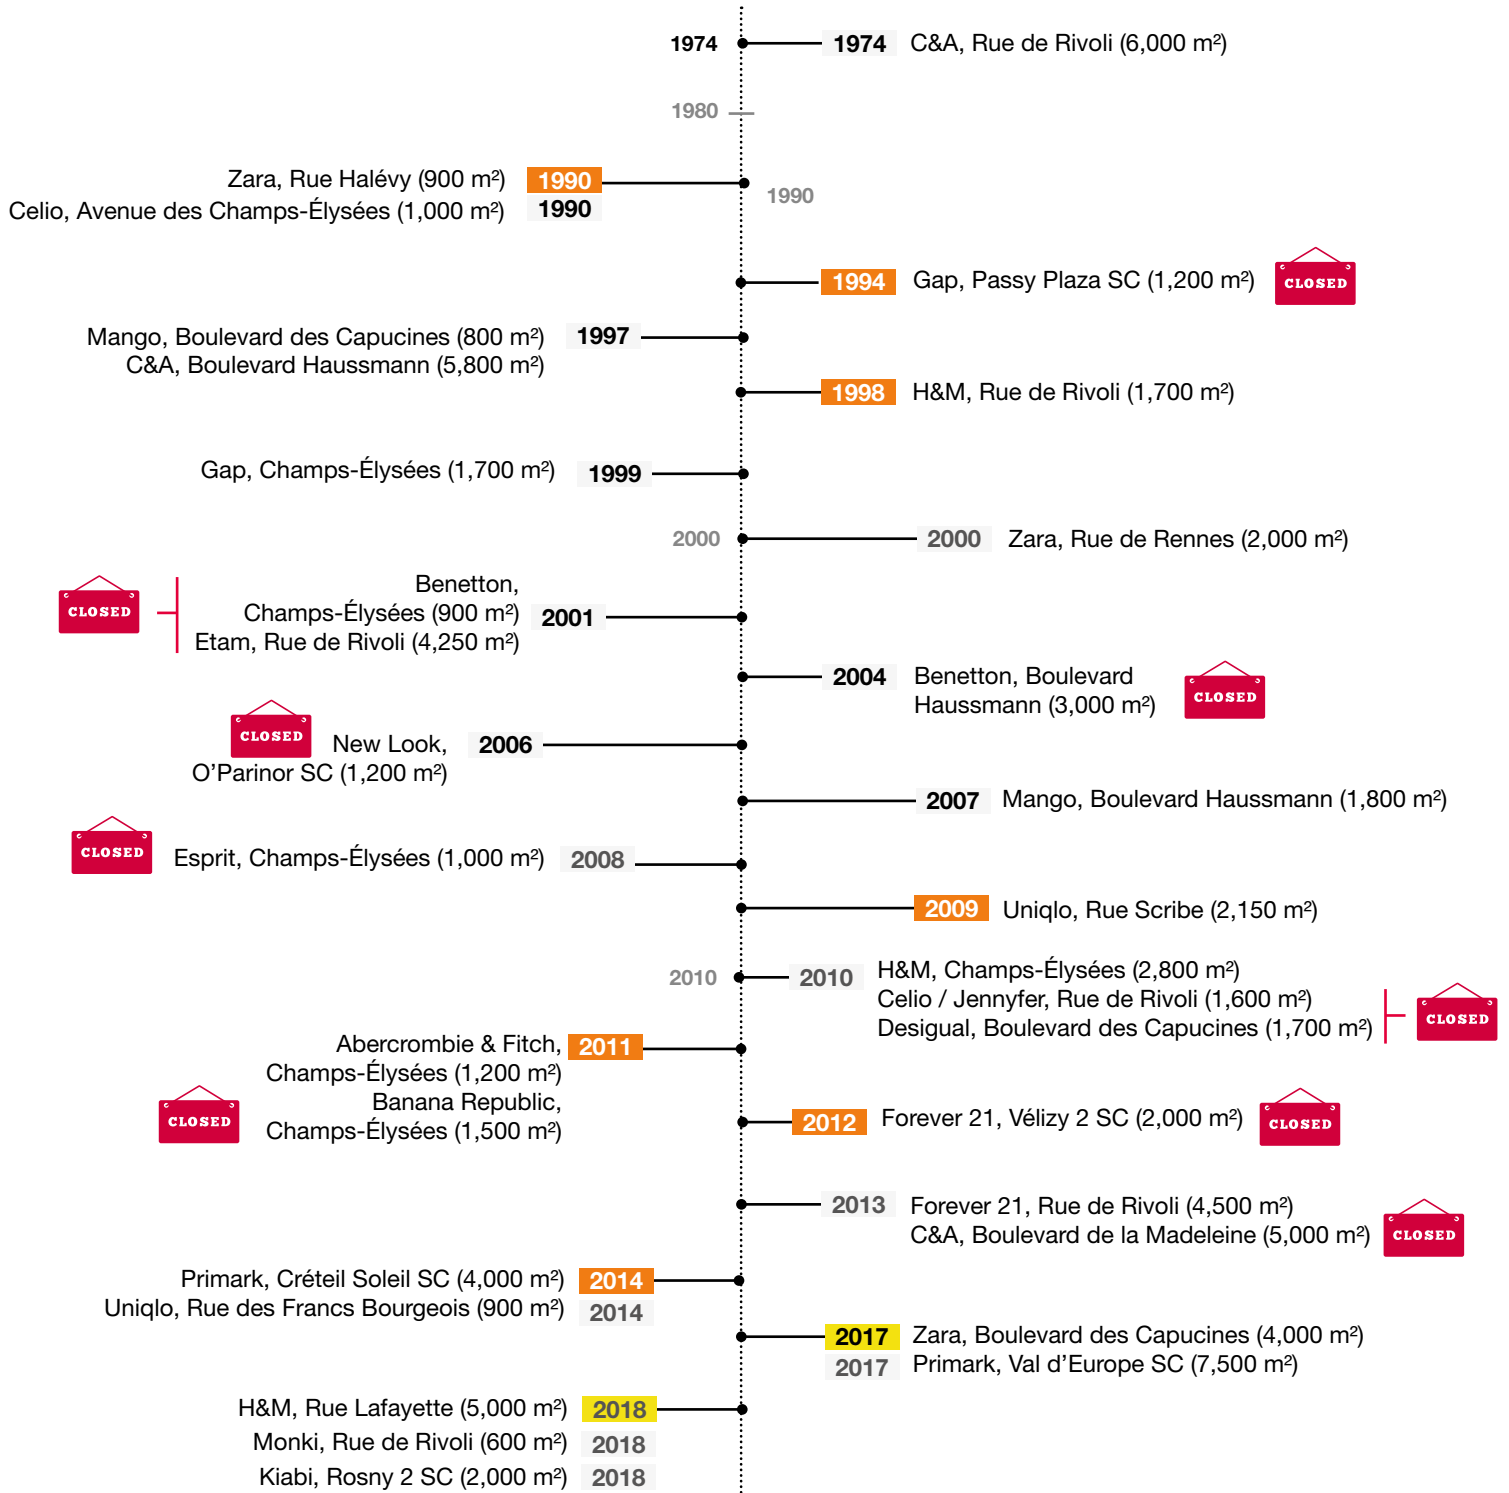 1974
1974 C&A, Rue de Rivoli (6,000 m²)
1980
Zara, Rue Halévy (900 m²) 1990
1990
Celio, Avenue des Champs-Élysées (1,000 m²) 1990
1994 Gap, Passy Plaza SC (1,200 m²) CLOSED
Mango, Boulevard des Capucines (800 m²) 1997
C&A, Boulevard Haussmann (5,800 m²)
1998 H&M, Rue de Rivoli (1,700 m²)
Gap, Champs-Élysées (1,700 m²) 1999
2000
2000 Zara, Rue de Rennes (2,000 m²)
Benetton,
Champs-Élysées (900 m²) 2001
CLOSED
Etam, Rue de Rivoli (4,250 m²)
2004 Benetton, Boulevard
Haussmann (3,000 m²)
CLOSED
CLOSED
New Look, 2006
O’Parinor SC (1,200 m²)
2007 Mango, Boulevard Haussmann (1,800 m²)
CLOSED
Esprit, Champs-Élysées (1,000 m²) 2008
2009 Uniqlo, Rue Scribe (2,150 m²)
2010
2010 H&M, Champs-Élysées (2,800 m²)
Celio / Jennyfer, Rue de Rivoli (1,600 m²)
Desigual, Boulevard des Capucines (1,700 m²)
CLOSED
Abercrombie & Fitch, 2011
Champs-Élysées (1,200 m²)
Banana Republic,
Champs-Élysées (1,500 m²)
CLOSED
2012 Forever 21, Vélizy 2 SC (2,000 m²) CLOSED
2013 Forever 21, Rue de Rivoli (4,500 m²)
C&A, Boulevard de la Madeleine (5,000 m²) CLOSED
Primark, Créteil Soleil SC (4,000 m²) 2014
Uniqlo, Rue des Francs Bourgeois (900 m²) 2014
2017 Zara, Boulevard des Capucines (4,000 m²)
2017 Primark, Val d’Europe SC (7,500 m²)
H&M, Rue Lafayette (5,000 m²) 2018
Monki, Rue de Rivoli (600 m²) 2018
Kiabi, Rosny 2 SC (2,000 m²) 2018